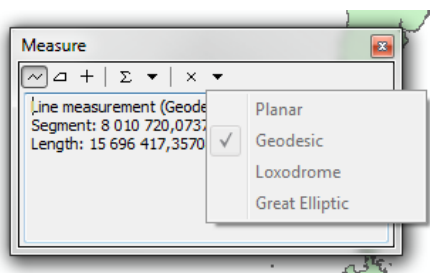 Measure
Line measurement (Geode
Segment: 8 010 720,0737
Length: 15 696 417,3570
Planar
Geodesic
Loxodrome
Great Elliptic